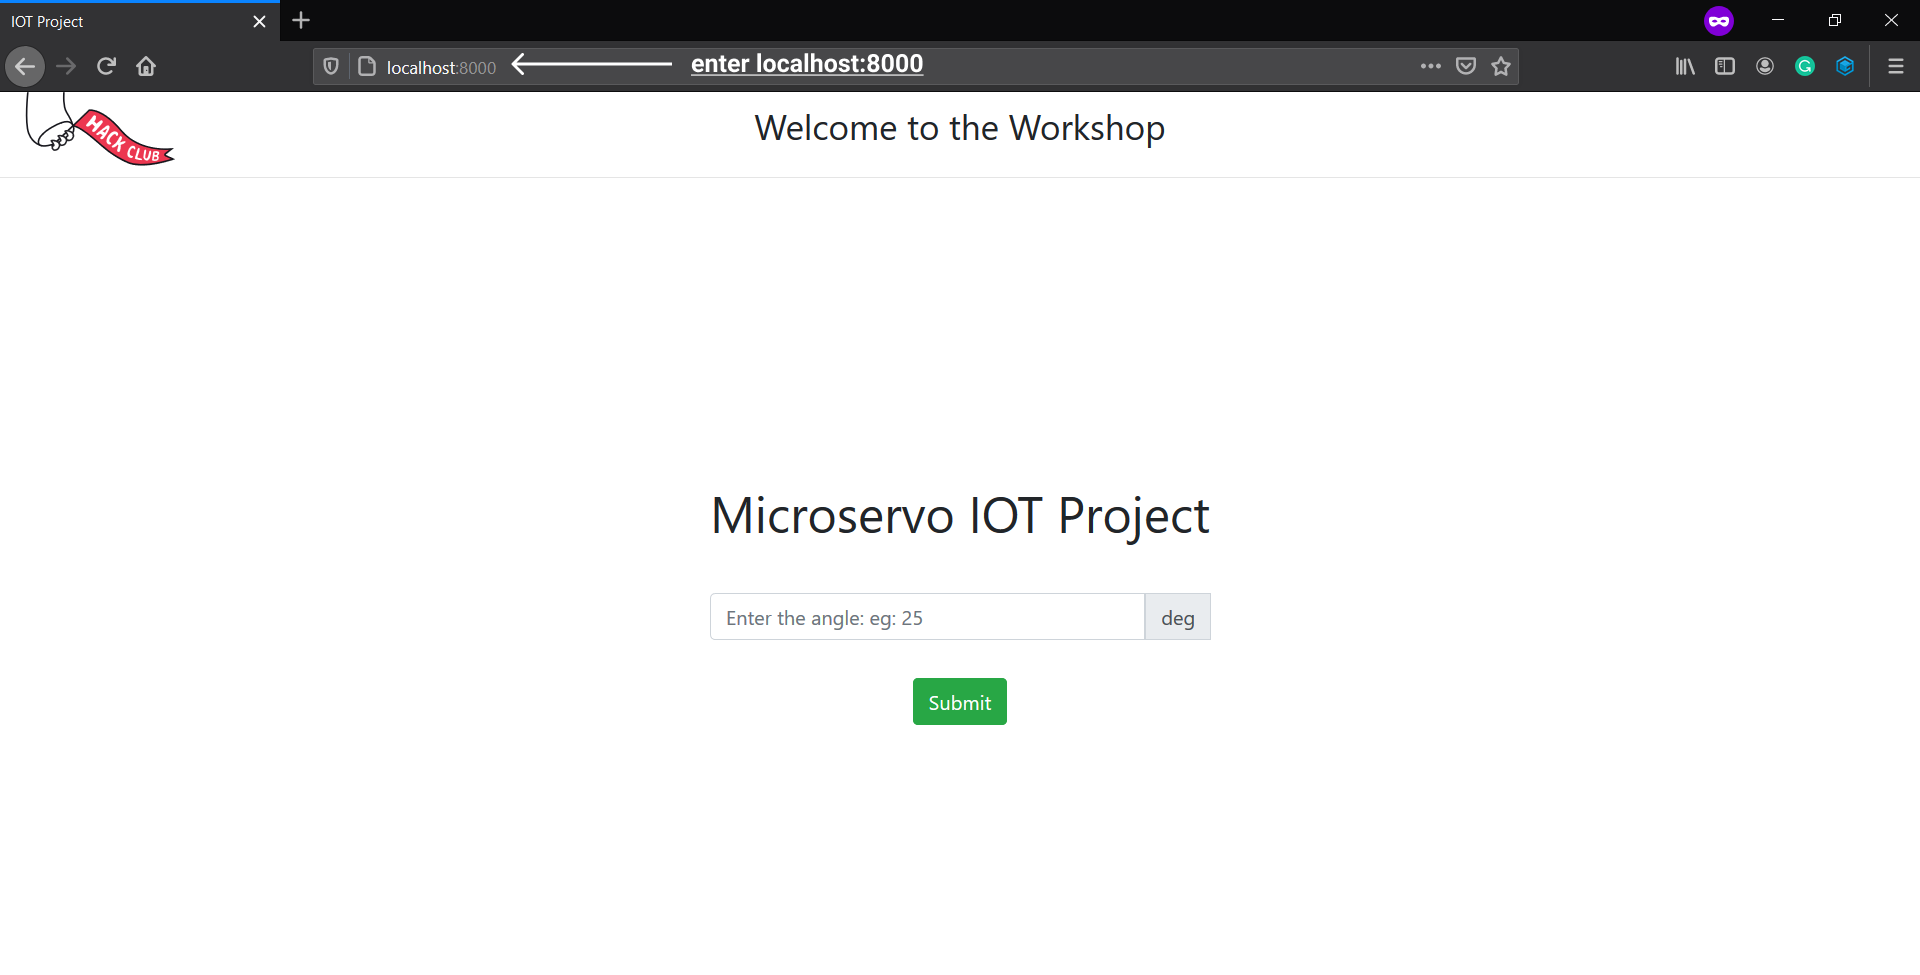 IOT Project
localhost:8000
enter localhost:8000
HACK CLUB
Welcome to the Workshop
Microservo IOT Project
Enter the angle: eg: 25
deg
Submit